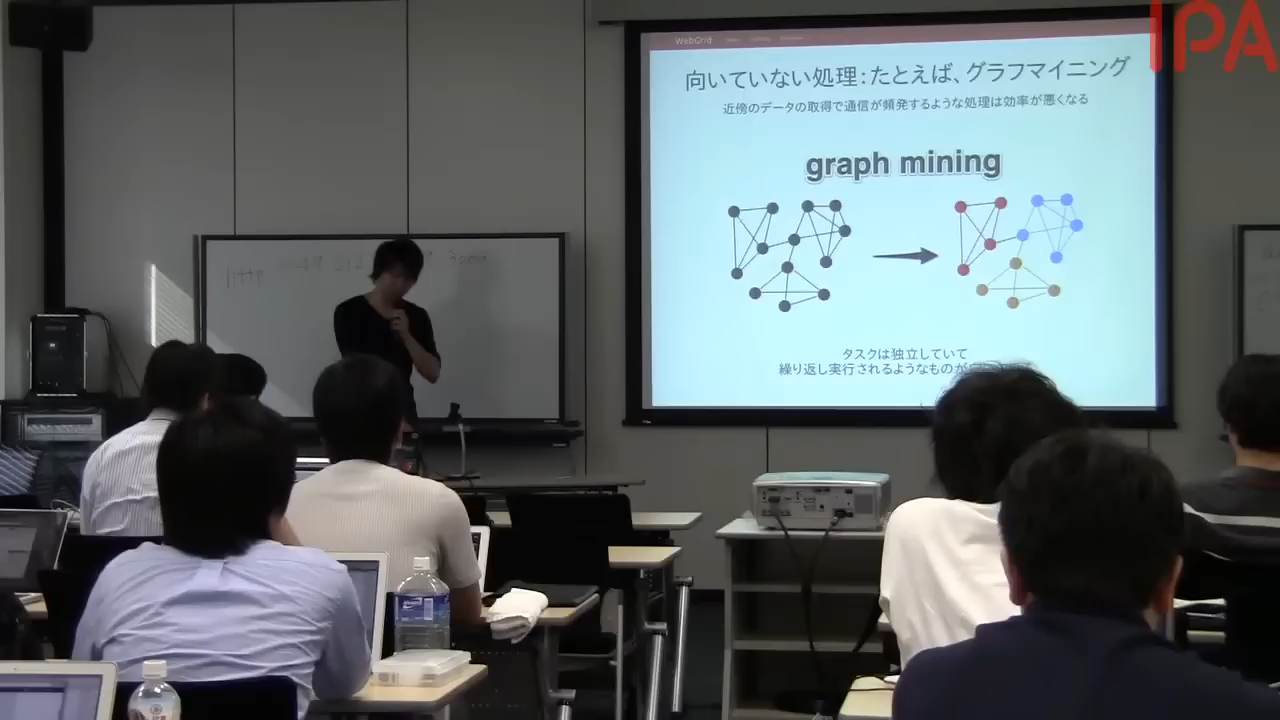 IPA
WebGrid
向いていない処理：たとえば、グラフマイニング
近傍のデータの取得で通信が頻発するような処理は効率が悪くなる
graph mining
タスクは独立していて
繰り返し実行されるようなものが
http